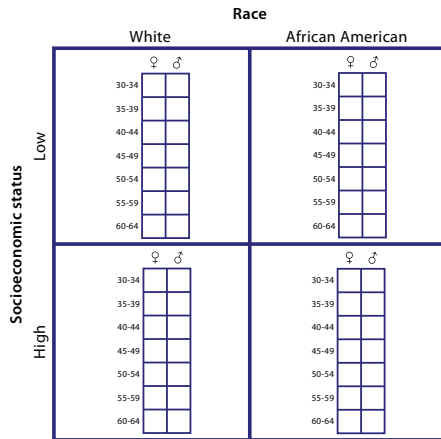 Race
White African American
Socioeconomic status
Low
♀ ♂ ♀ ♂
30-34 30-34
35-39 35-39
40-44 40-44
45-49 45-49
50-54 50-54
55-59 55-59
60-64 60-64
High
♀ ♂ ♀ ♂
30-34 30-34
35-39 35-39
40-44 40-44
45-49 45-49
50-54 50-54
55-59 55-59
60-64 60-64